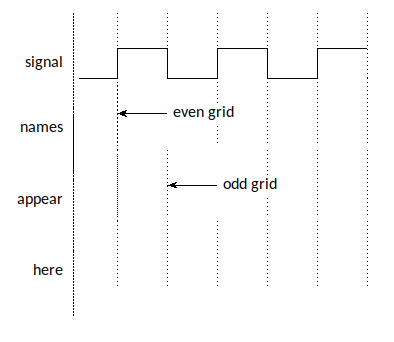 signal
even grid
names
odd grid
appear
here